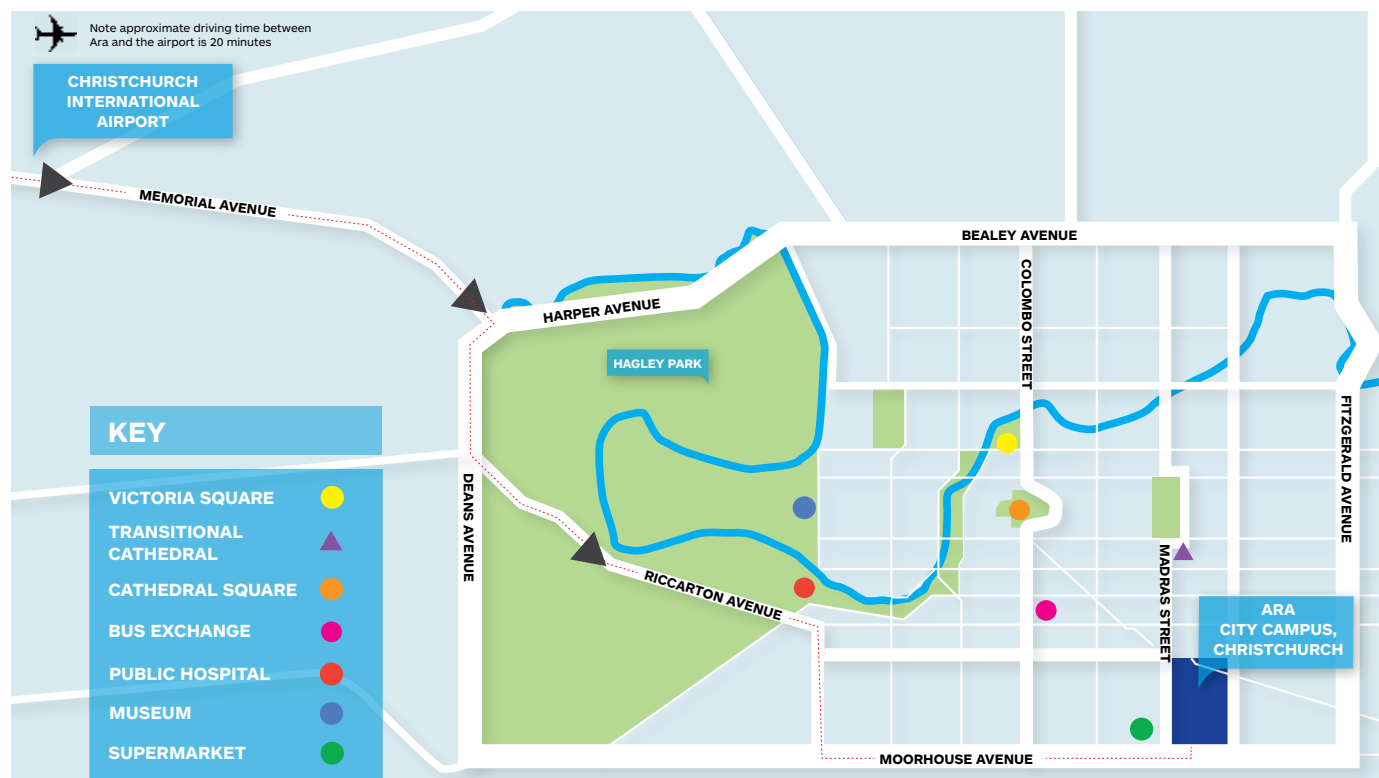 Note approximate driving time between
Ara and the airport is 20 minutes
CHRISTCHURCH
INTERNATIONAL
AIRPORT
MEMORIAL AVENUE
BEALEY AVENUE
COLOMBO STREET
HARPER AVENUE
HAGLEY PARK
KEY
VICTORIA SQUARE
TRANSITIONAL
CATHEDRAL
CATHEDRAL SQUARE
BUS EXCHANGE
PUBLIC HOSPITAL
MUSEUM
SUPERMARKET
DEANS AVENUE
RICCARTON AVENUE
FITZGERALD AVENUE
MADRAS STREET
ARA
CITY CAMPUS,
CHRISTCHURCH
MOORHOUSE AVENUE